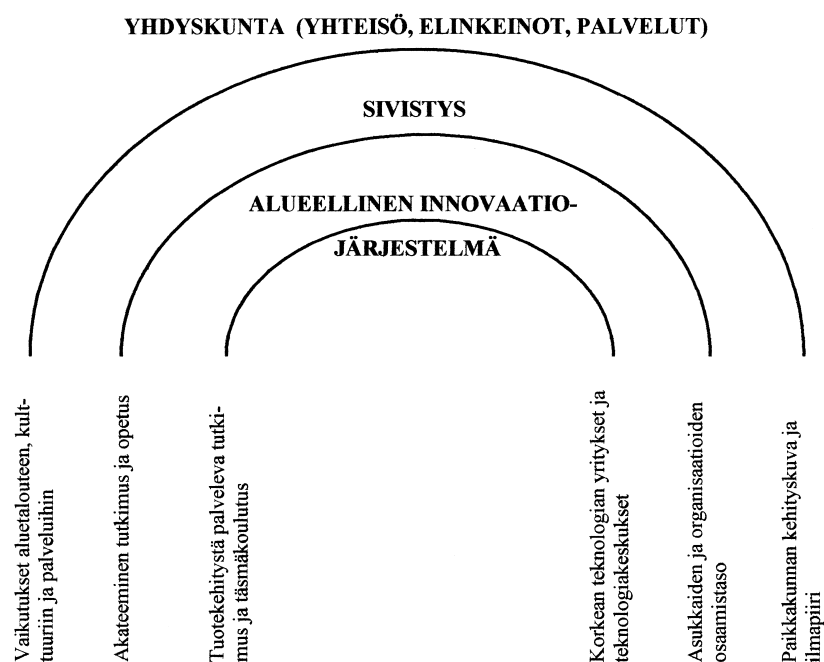 YHDYSKUNTA (YHTEISÖ, ELINKEINOT, PALVELUT)
SIVISTYS
ALUEELLINEN INNOVAATIO-
JÄRJESTELMÄ
Vaikutukset aluetalouteen, kult-
tuuriin ja palveluihin
Akateeminen tutkimus ja opetus
Tuotekehitystä palveleva tutki-
mus ja täsmäkoulutus
Korkean teknologian yritykset ja
teknologiakeskukset
Asukkaiden ja organisaatioiden
osaamistaso
Paikkakunnan kehityskuva ja
ilmapiiri